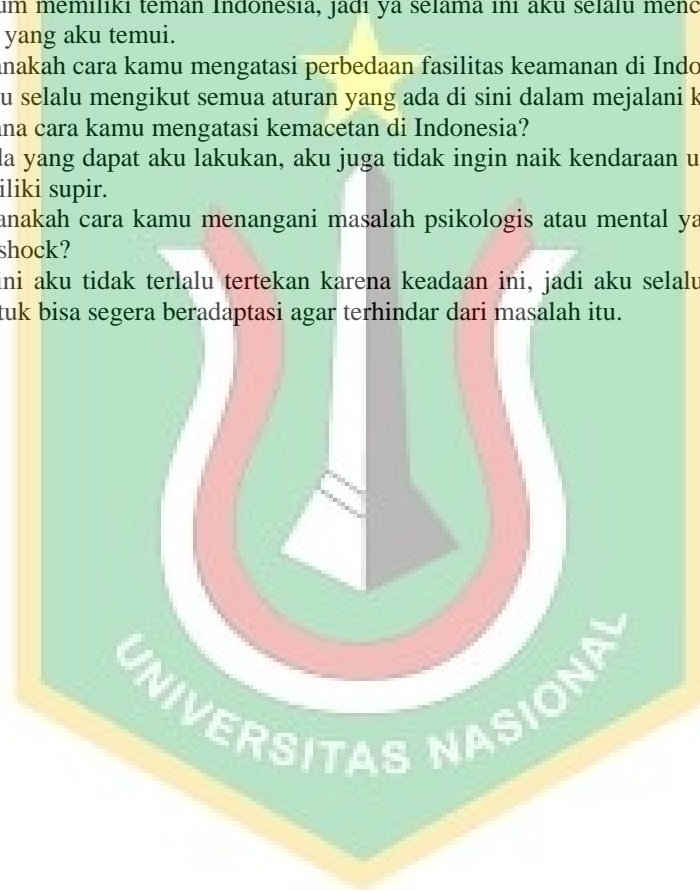 um memiliki teman Indonesia, jadi ya selama ini aku selalu menc
yang aku temui.
anakah cara kamu mengatasi perbedaan fasilitas keamanan di Indo
u selalu mengikut semua aturan yang ada di sini dalam mejalani k
ana cara kamu mengatasi kemacetan di Indonesia?
da yang dapat aku lakukan, aku juga tidak ingin naik kendaraan u
iliki supir.
anakah cara kamu menangani masalah psikologis atau mental ya
shock?
ini aku tidak terlalu tertekan karena keadaan ini, jadi aku selalu
tuk bisa segera beradaptasi agar terhindar dari masalah itu.
UNIVERSITAS NASIONAL